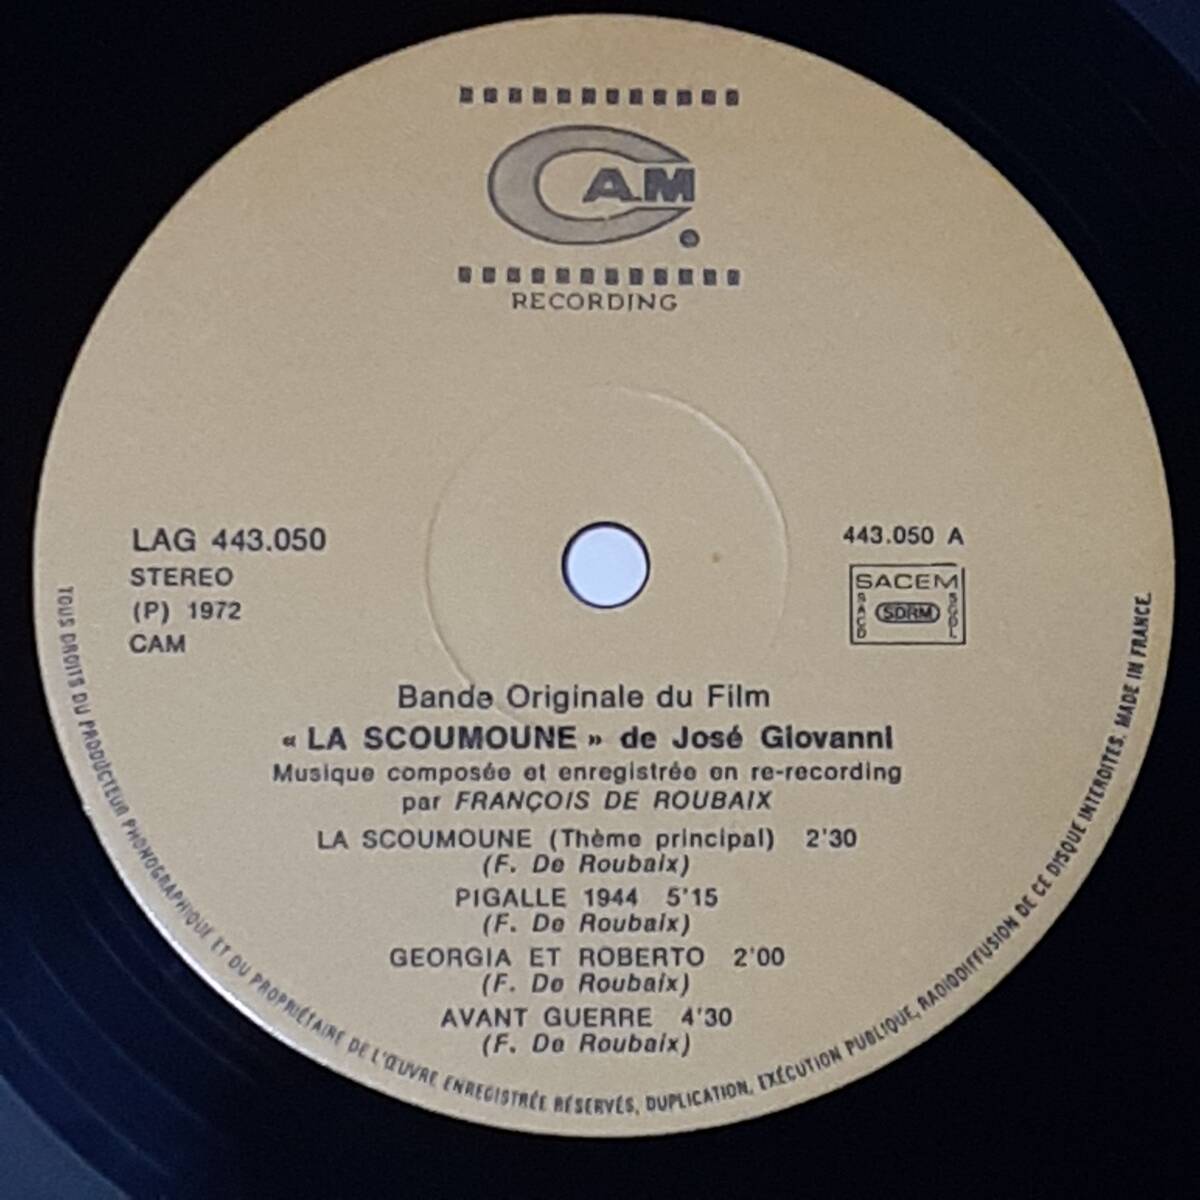 CAM.
RECORDING
LAG 443.050
STEREO
(P) 1972
CAM
443.050 A
SACEM
SACD
SDRM
SCDL
Bande Originale du Film
« LA SCOUMOUNE » de José Giovanni
Musique composée et enregistrée en re-recording
par FRANÇOIS DE ROUBAIX
LA SCOUMOUNE (Thème principal) 2'30
(F. De Roubaix)
PIGALLE 1944 5'15
(F. De Roubaix)
GEORGIA ET ROBERTO 2'00
(F. De Roubaix)
AVANT GUERRE 4'30
(F. De Roubaix)
TOUS DROITS DU PRODUCTEUR PHONOGRAPHIQUE ET DU PROPRIÉTAIRE DE L'ŒUVRE ENREGISTRÉE RÉSERVÉS, DUPLICATION, EXÉCUTION PUBLIQUE, RADIODIFFUSION DE CE DISQUE INTERDITES. MADE IN FRANCE.